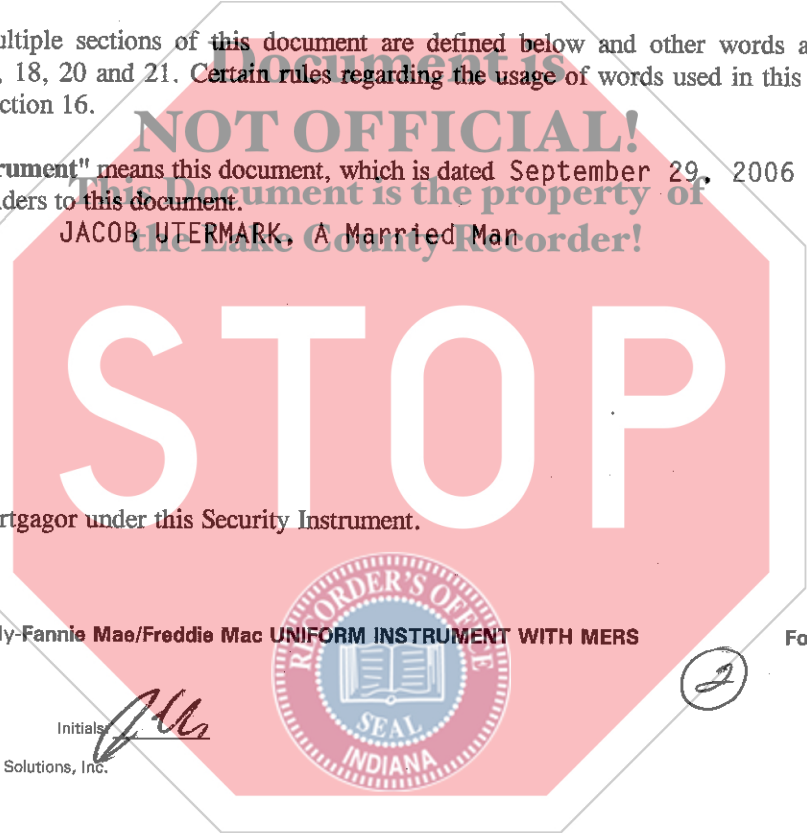 ultiple sections of this document are defined below and other words a
, 18, 20 and 21. Certain rules regarding the usage of words used in this
ction 16.
Document is
NOT OFFICIAL!
This Document is the property of
the Lake County Recorder!
rument" means this document, which is dated September 29, 2006
ders to this document.
JACOB UTERMARK, A Married Man
STOP
rtgagor under this Security Instrument.
RECORDER'S OFFICE
SEAL
INDIANA
ly-Fannie Mae/Freddie Mac UNIFORM INSTRUMENT WITH MERS
Fo
2
Initials:
Solutions, Inc.